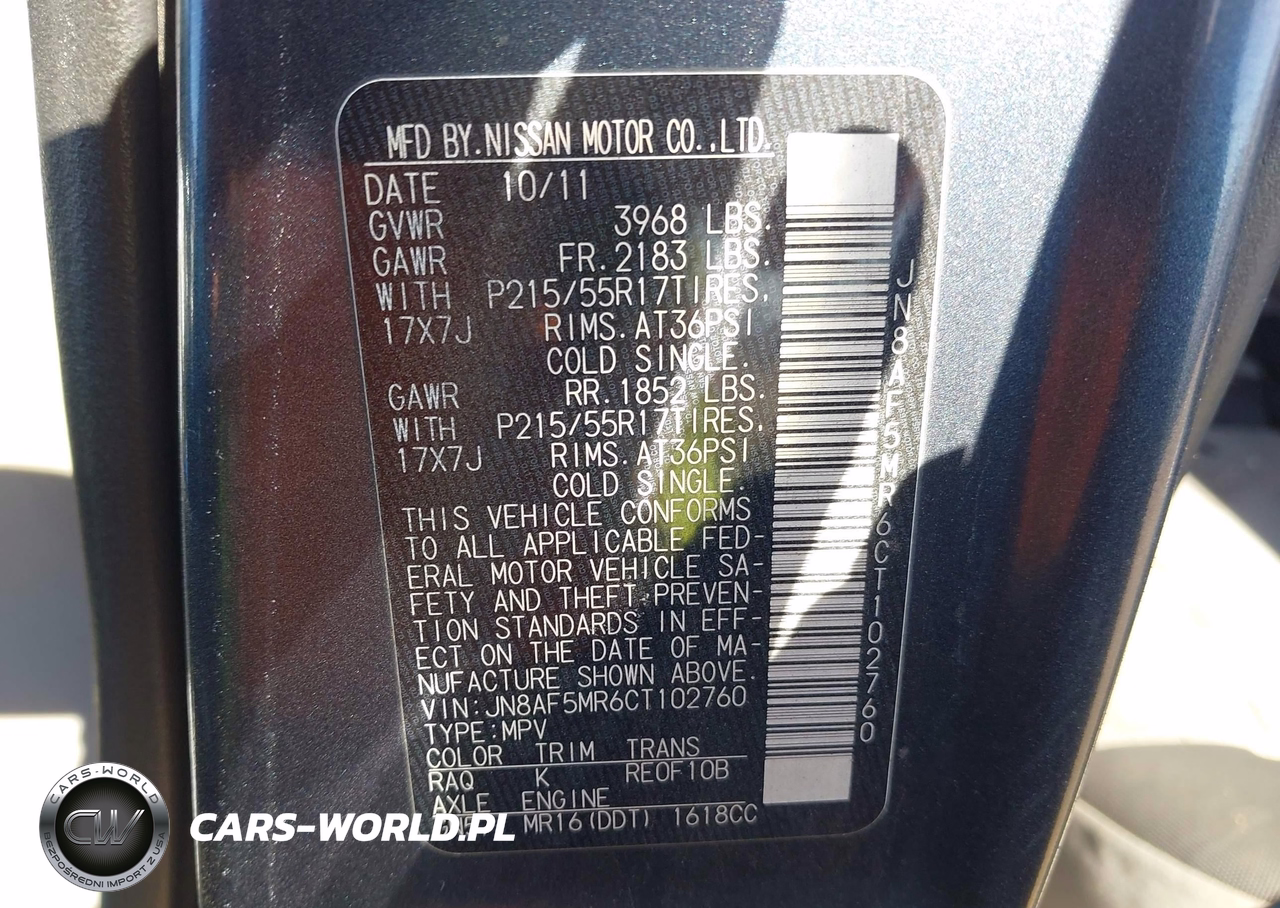 MFD BY.NISSAN MOTOR CO.,LTD.
DATE 10/11
GVWR 3968 LBS.
GAWR FR.2183 LBS.
WITH P215/55R17TIRES.
17X7J RIMS.AT36PSI
COLD SINGLE.
GAWR RR.1852 LBS.
WITH P215/55R17TIRES.
17X7J RIMS.AT36PSI
COLD SINGLE.
THIS VEHICLE CONFORMS
TO ALL APPLICABLE FED-
ERAL MOTOR VEHICLE SA-
FETY AND THEFT PREVEN-
TION STANDARDS IN EFF-
ECT ON THE DATE OF MA-
NUFACTURE SHOWN ABOVE.
VIN:JN8AF5MR6CT102760
TYPE:MPV
COLOR TRIM TRANS
RAQ K RE0F10B
AXLE ENGINE
MR16(DDT) 1618CC
JN8AF5MR6CT102760
CARS-WORLD
CW
BEZPOŚREDNI IMPORT Z USA
CARS-WORLD.PL